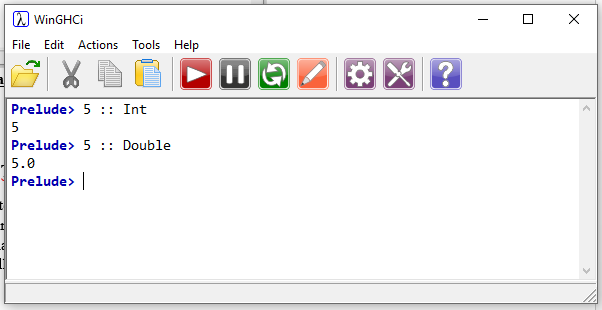 WinGHCi
File Edit Actions Tools Help
Prelude> 5 :: Int
5
Prelude> 5 :: Double
5.0
Prelude>